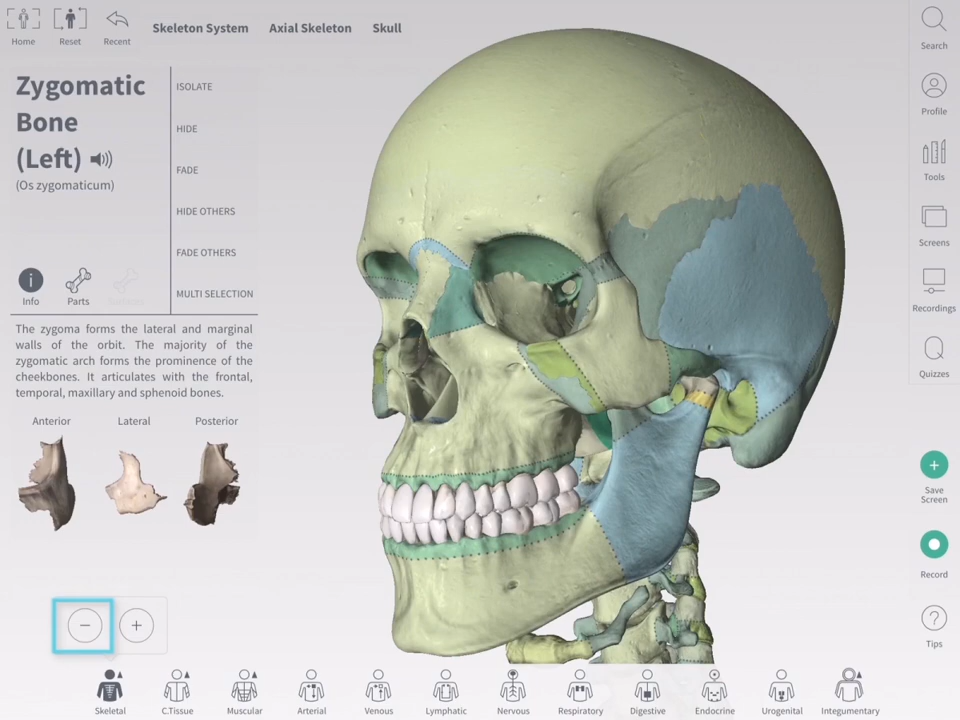 Home
Reset
Recent
Skeleton System
Axial Skeleton
Skull
Zygomatic
Bone
(Left)
(Os zygomaticum)
ISOLATE
HIDE
FADE
HIDE OTHERS
FADE OTHERS
MULTI SELECTION
Info
Parts
The zygoma forms the lateral and marginal
walls of the orbit. The majority of the
zygomatic arch forms the prominence of the
cheekbones. It articulates with the frontal,
temporal, maxillary and sphenoid bones.
Anterior
Lateral
Posterior
Search
Profile
Tools
Screens
Recordings
Quizzes
Save
Screen
Record
Tips
Skeletal
C.Tissue
Muscular
Arterial
Venous
Lymphatic
Nervous
Respiratory
Digestive
Endocrine
Urogenital
Integumentary